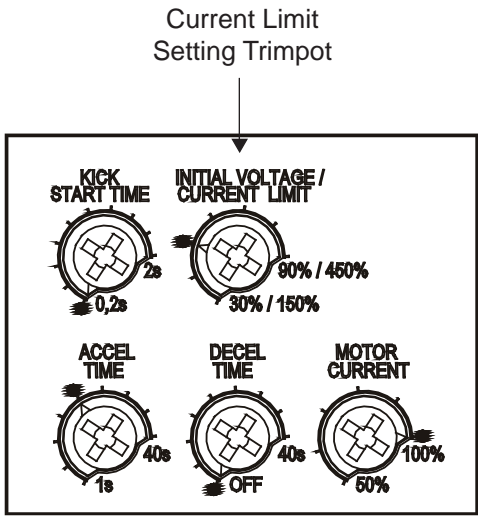 Current Limit
Setting Trimpot
KICK
START TIME
INITIAL VOLTAGE /
CURRENT LIMIT
2s
0,2s
90% / 450%
30% / 150%
ACCEL
TIME
DECEL
TIME
MOTOR
CURRENT
40s
1s
40s
OFF
100%
50%